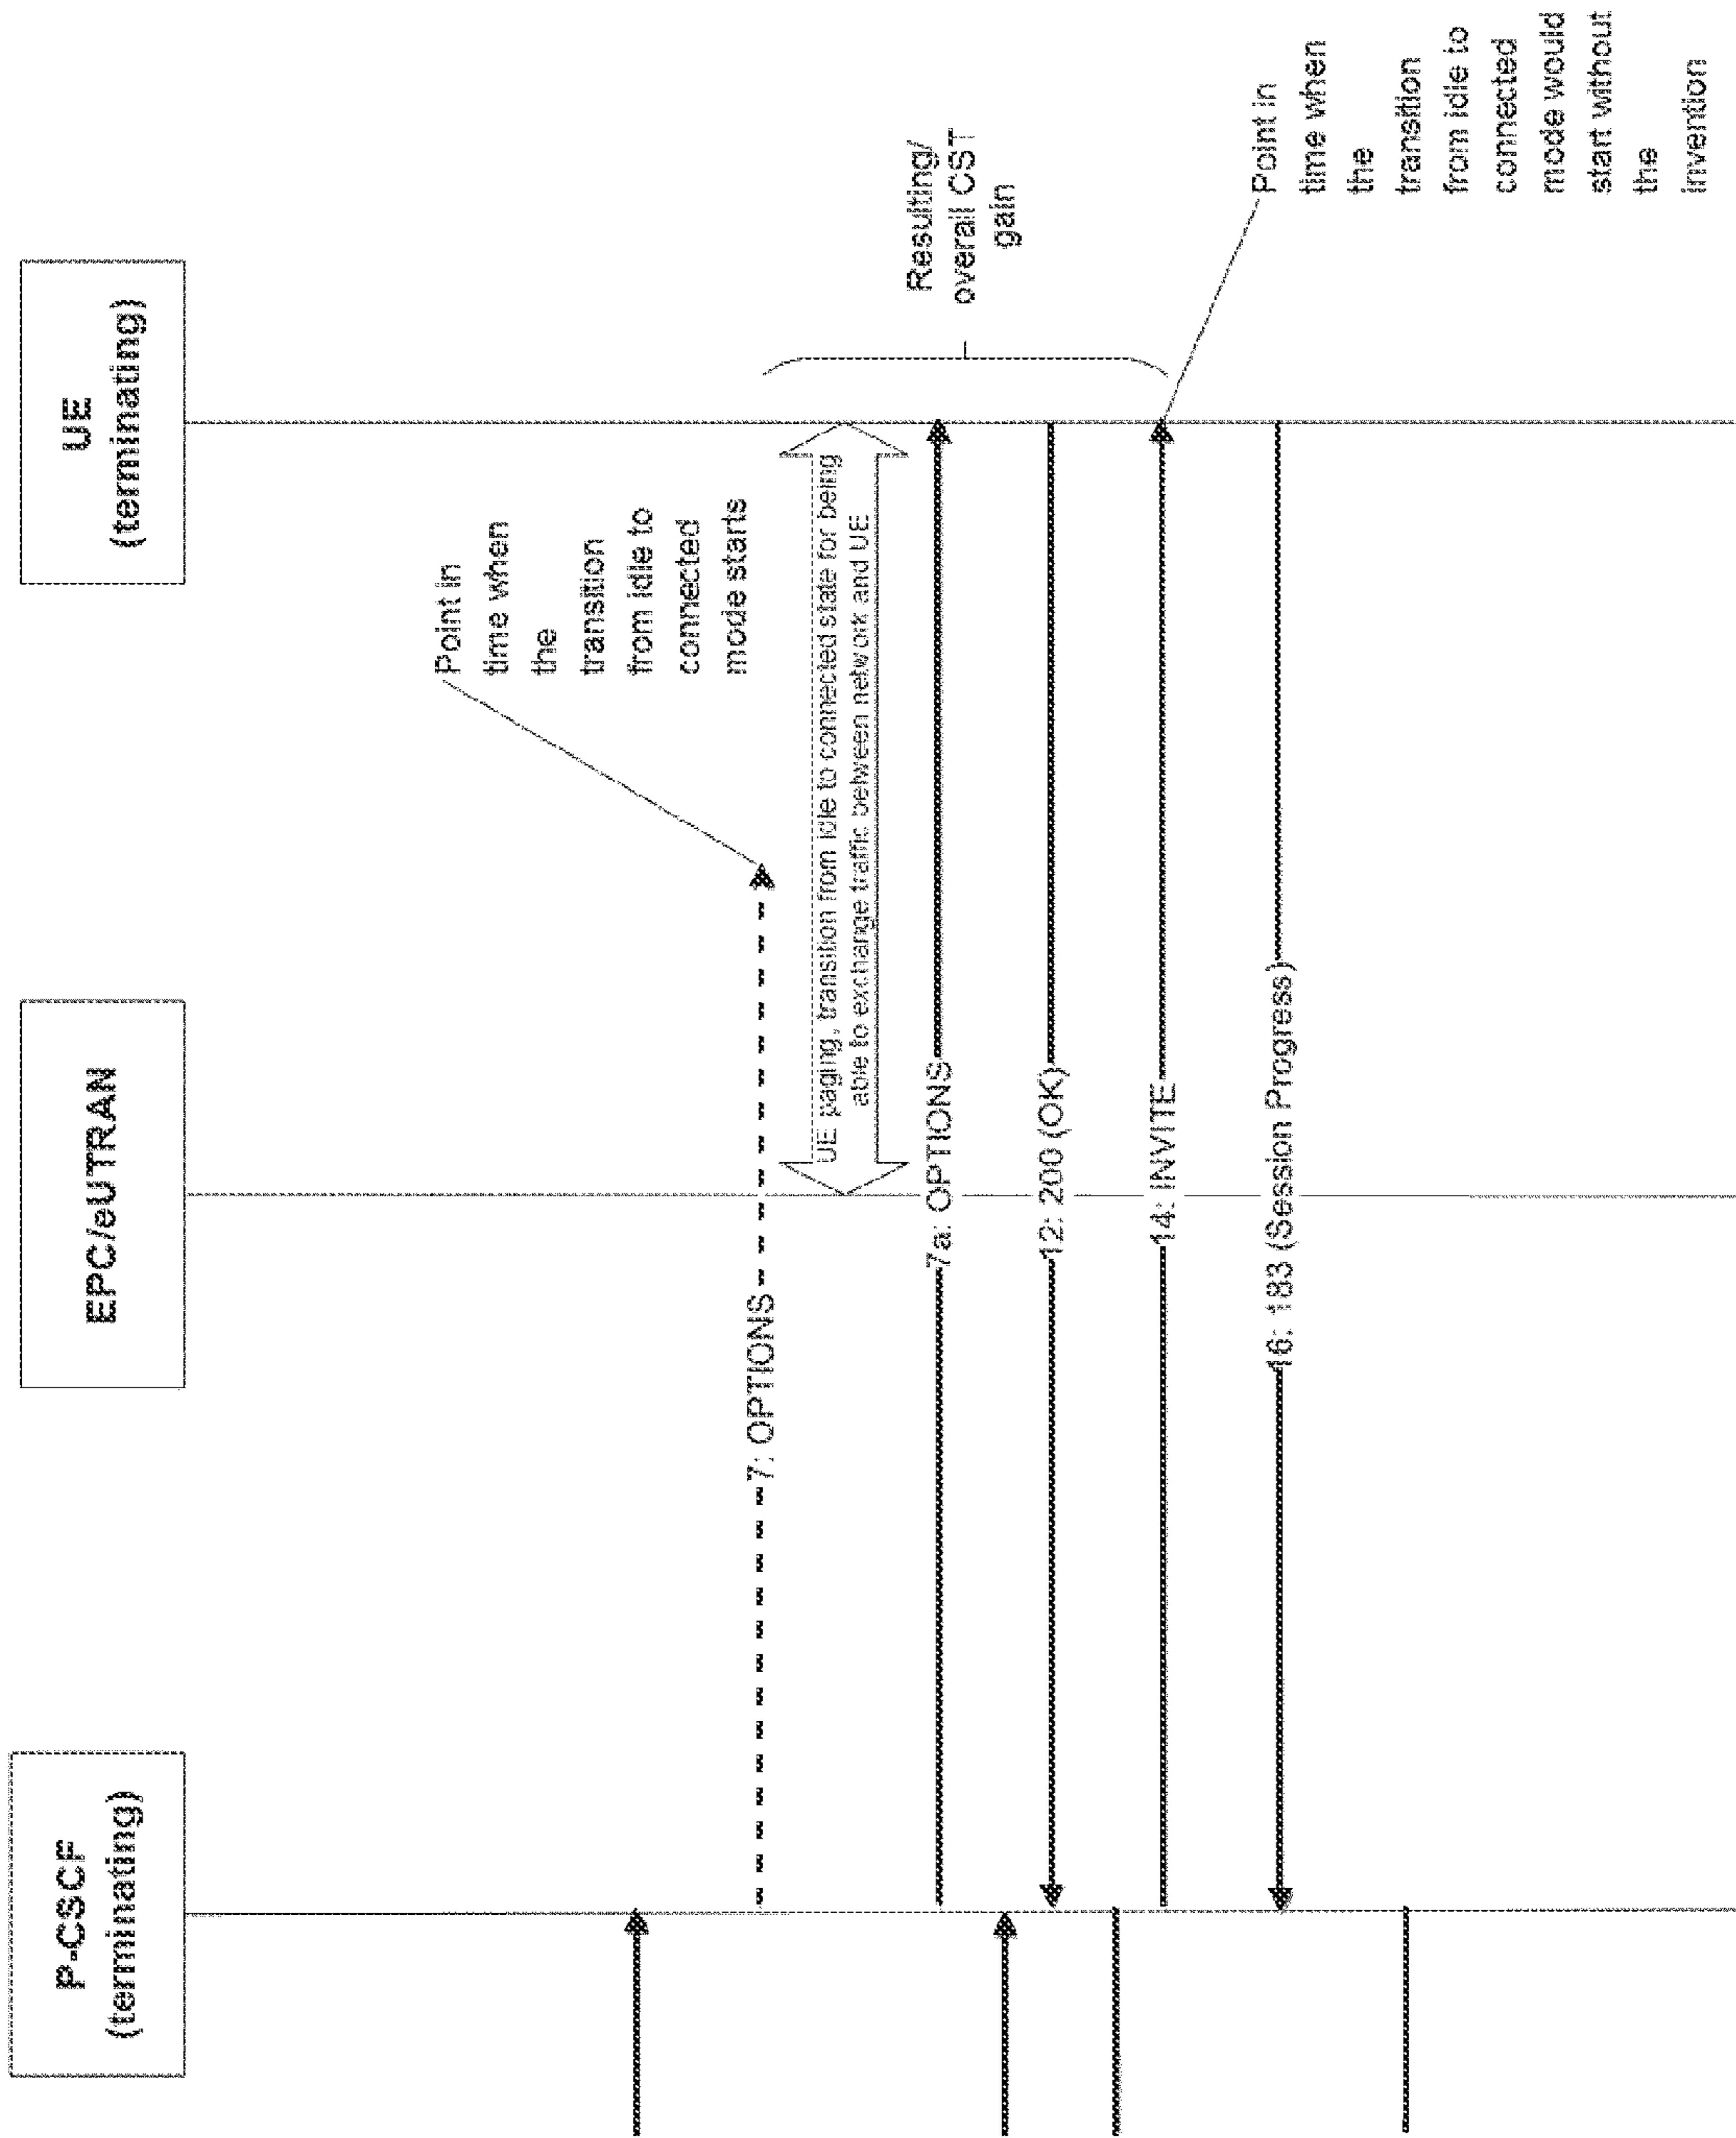 P-CSCF
(terminating)
EPC/eUTRAN
UE
(terminating)
Point in
time when
the
transition
from idle to
connected
mode starts
7: OPTIONS
UE paging, transition from idle to connected state for being
able to exchange traffic between network and UE
7a: OPTIONS
Resulting/
overall CST
gain
12: 200 (OK)
14: INVITE
16: 183 (Session Progress)
Point in
time when
the
transition
from idle to
connected
mode would
start without
the
invention